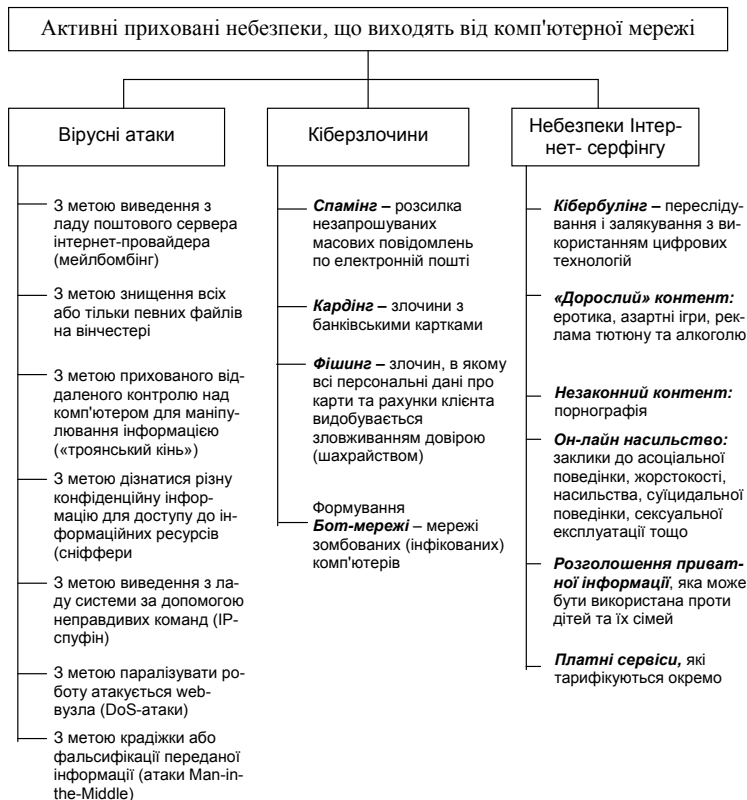 Активні приховані небезпеки, що виходять від комп'ютерної мережі
Вірусні атаки
З метою виведення з
ладу поштового сервера
інтернет-провайдера
(мейлбомбінг)
З метою знищення всіх
або тільки певних файлів
на вінчестері
З метою прихованого від-
даленого контролю над
комп'ютером для маніпу-
лювання інформацією
(«троянський кінь»)
З метою дізнатися різну
конфіденційну інфор-
мацію для доступу до ін-
формаційних ресурсів
(сніффери
З метою виведення з ла-
ду системи за допомогою
неправдивих команд (IP-
спуфін)
З метою паралізувати ро-
боту атакується web-
вузла (DoS-атаки)
З метою крадіжки або
фальсифікації переданої
інформації (атаки Man-in-
the-Middle)
Кіберзлочини
Спамінг – розсилка
незапрошуваних
масових повідомлень
по електронній пошті
Кардінг – злочини з
банківськими картками
Фішинг – злочин, в якому
всі персональні дані про
карти та рахунки клієнта
видобувається
зловживанням довірою
(шахрайством)
Формування
Бот-мережі – мережі
зомбованих (інфікованих)
комп'ютерів
Небезпеки Інтер-
нет- серфінгу
Кібербулінг – пересліду-
вання і залякування з ви-
користанням цифрових
технологій
«Дорослий» контент:
еротика, азартні ігри, рек-
лама тютюну та алкоголю
Незаконний контент:
порнографія
Он-лайн насильство:
заклики до асоціальної
поведінки, жорстокості,
насильства, суїцидальної
поведінки, сексуальної
експлуатації тощо
Розголошення приват-
ної інформації, яка може
бути використана проти
дітей та їх сімей
Платні сервіси, які
тарифікуються окремо